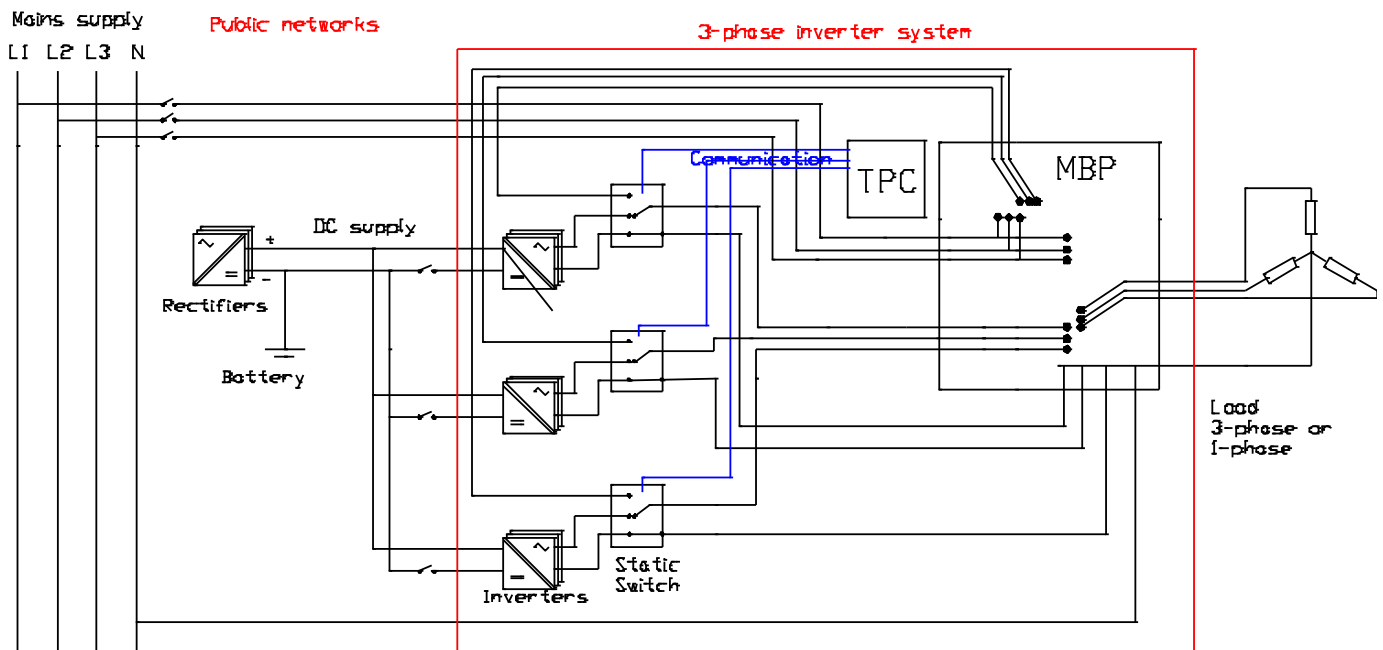 Mains supply
Public networks
3-phase inverter system
L1 L2 L3 N
Communication
TPC
MBP
DC supply
+
-
Rectifiers
Battery
Load
3-phase or
1-phase
Static
Switch
Inverters